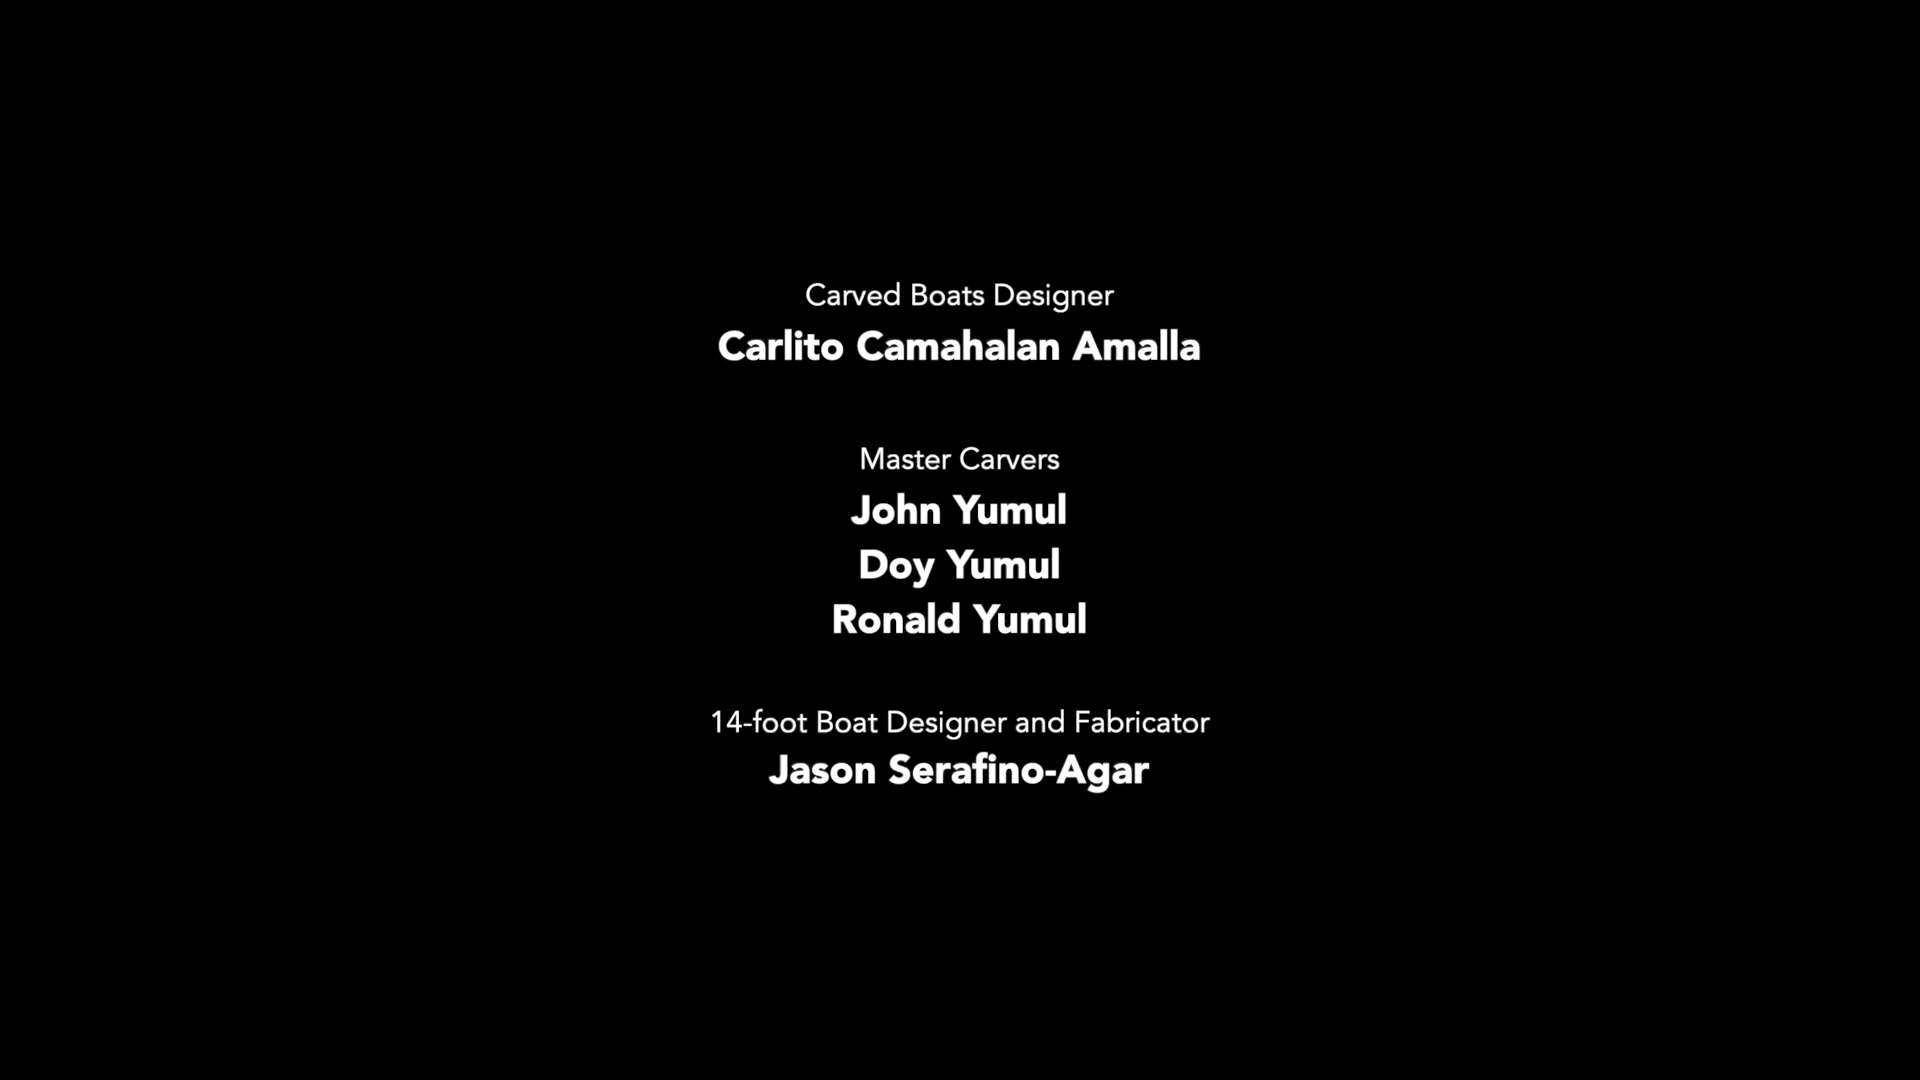 Carved Boats Designer
Carlito Camahalan Amalla
Master Carvers
John Yumul
Doy Yumul
Ronald Yumul
14-foot Boat Designer and Fabricator
Jason Serafino-Agar